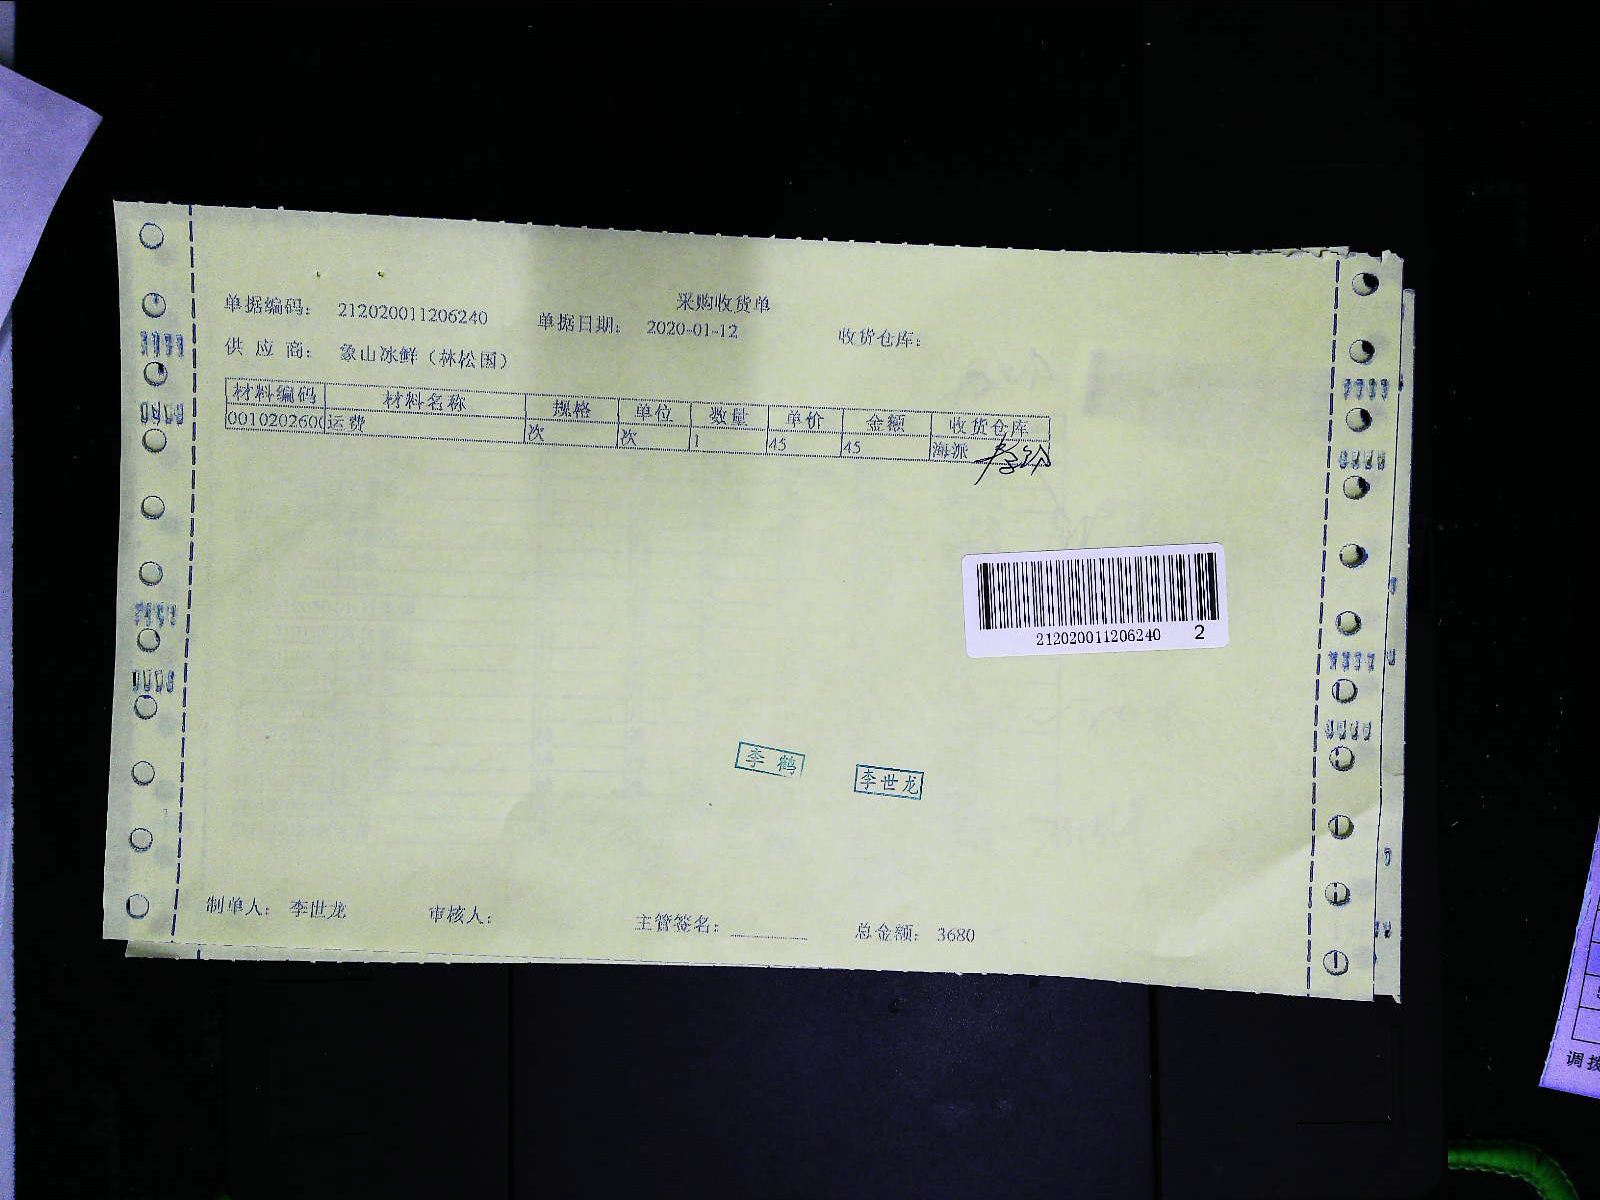 采购收货单
单据编码： 212020011206240 单据日期： 2020-01-12 收货仓库：
供 应 商： 象山冰鲜（林松国）
材料编码 材料名称 规格 单位 数量 单价 金额 收货仓库
0010202600 运费 次 次 1 45 45 海派
212020011206240 2
李 鹤
李世龙
制单人： 李世龙 审核人： 主管签名： 总金额： 3680
调拨